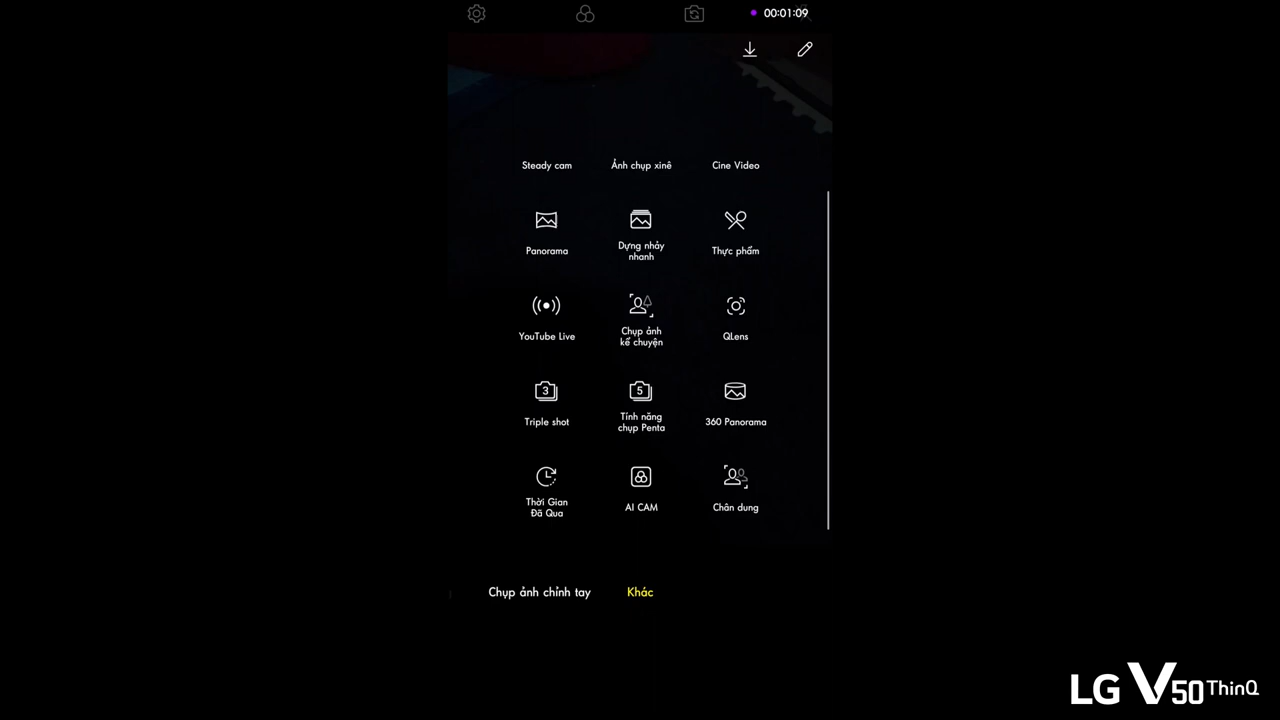 00:01:09
Steady cam
Ảnh chụp xinê
Cine Video
Panorama
Dựng nhảy
nhanh
Thực phẩm
YouTube Live
Chụp ảnh
kể chuyện
QLens
3
Triple shot
5
Tính năng
chụp Penta
360 Panorama
Thời Gian
Đã Qua
AI CAM
Chân dung
Chụp ảnh chỉnh tay
Khác
LG V50 ThinQ